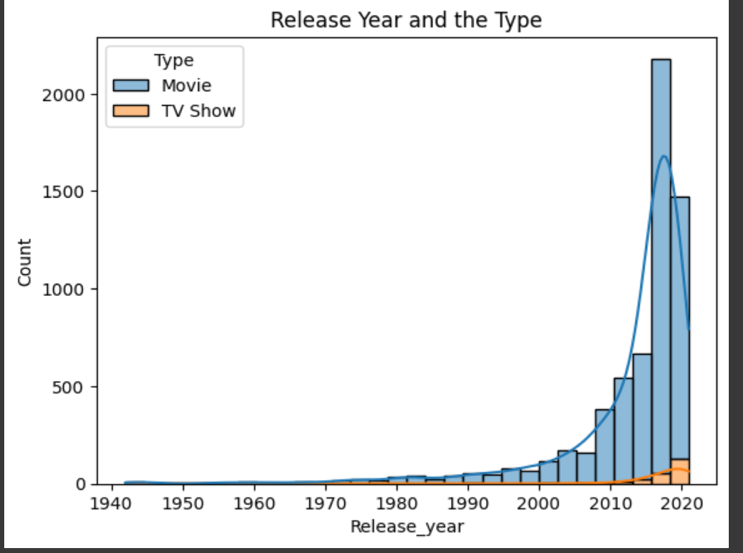 Release Year and the Type
Type
Movie
TV Show
2000
1500
1000
500
0
Count
1940 1950 1960 1970 1980 1990 2000 2010 2020
Release_year